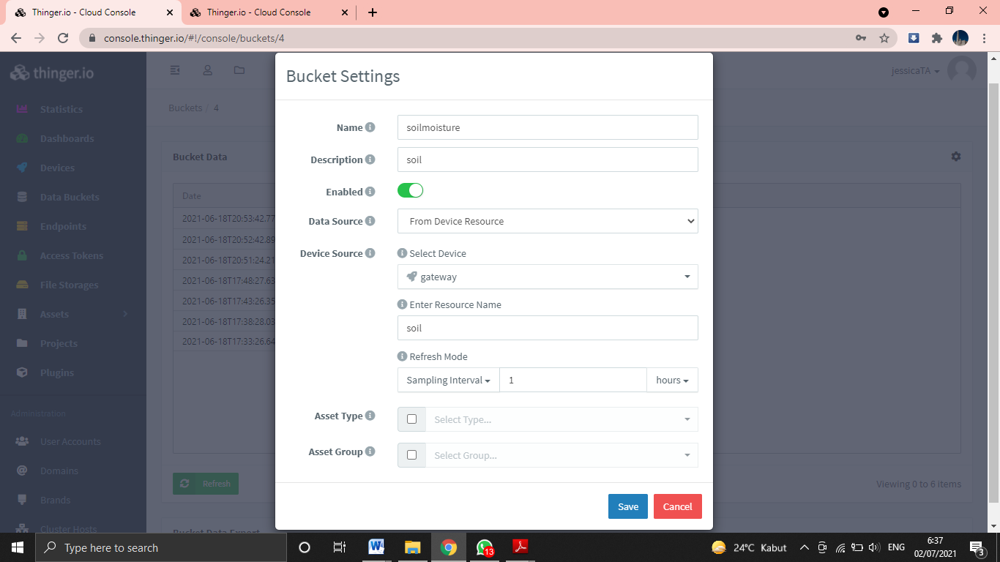 Thinger.io - Cloud Console
Thinger.io - Cloud Console
console.thinger.io/#!/console/buckets/4
thinger.io
jessicaTA
Statistics
Dashboards
Devices
Data Buckets
Endpoints
Access Tokens
File Storages
Assets
Projects
Plugins
Administration
User Accounts
Domains
Brands
Cluster Hosts
Buckets / 4
Bucket Data
Date
2021-06-18T20:53:42.77
2021-06-18T20:52:42.89
2021-06-18T20:51:24.21
2021-06-18T17:48:27.63
2021-06-18T17:43:26.35
2021-06-18T17:38:28.03
2021-06-18T17:33:26.64
Refresh
Viewing 0 to 6 items
Bucket Data Export
Bucket Settings
Name
soilmoisture
Description
soil
Enabled
Data Source
From Device Resource
Device Source
Select Device
gateway
Enter Resource Name
soil
Refresh Mode
Sampling Interval 1 hours
Asset Type
Select Type...
Asset Group
Select Group...
Save Cancel
Type here to search
13
24°C Kabut
ENG
6:37
02/07/2021
3